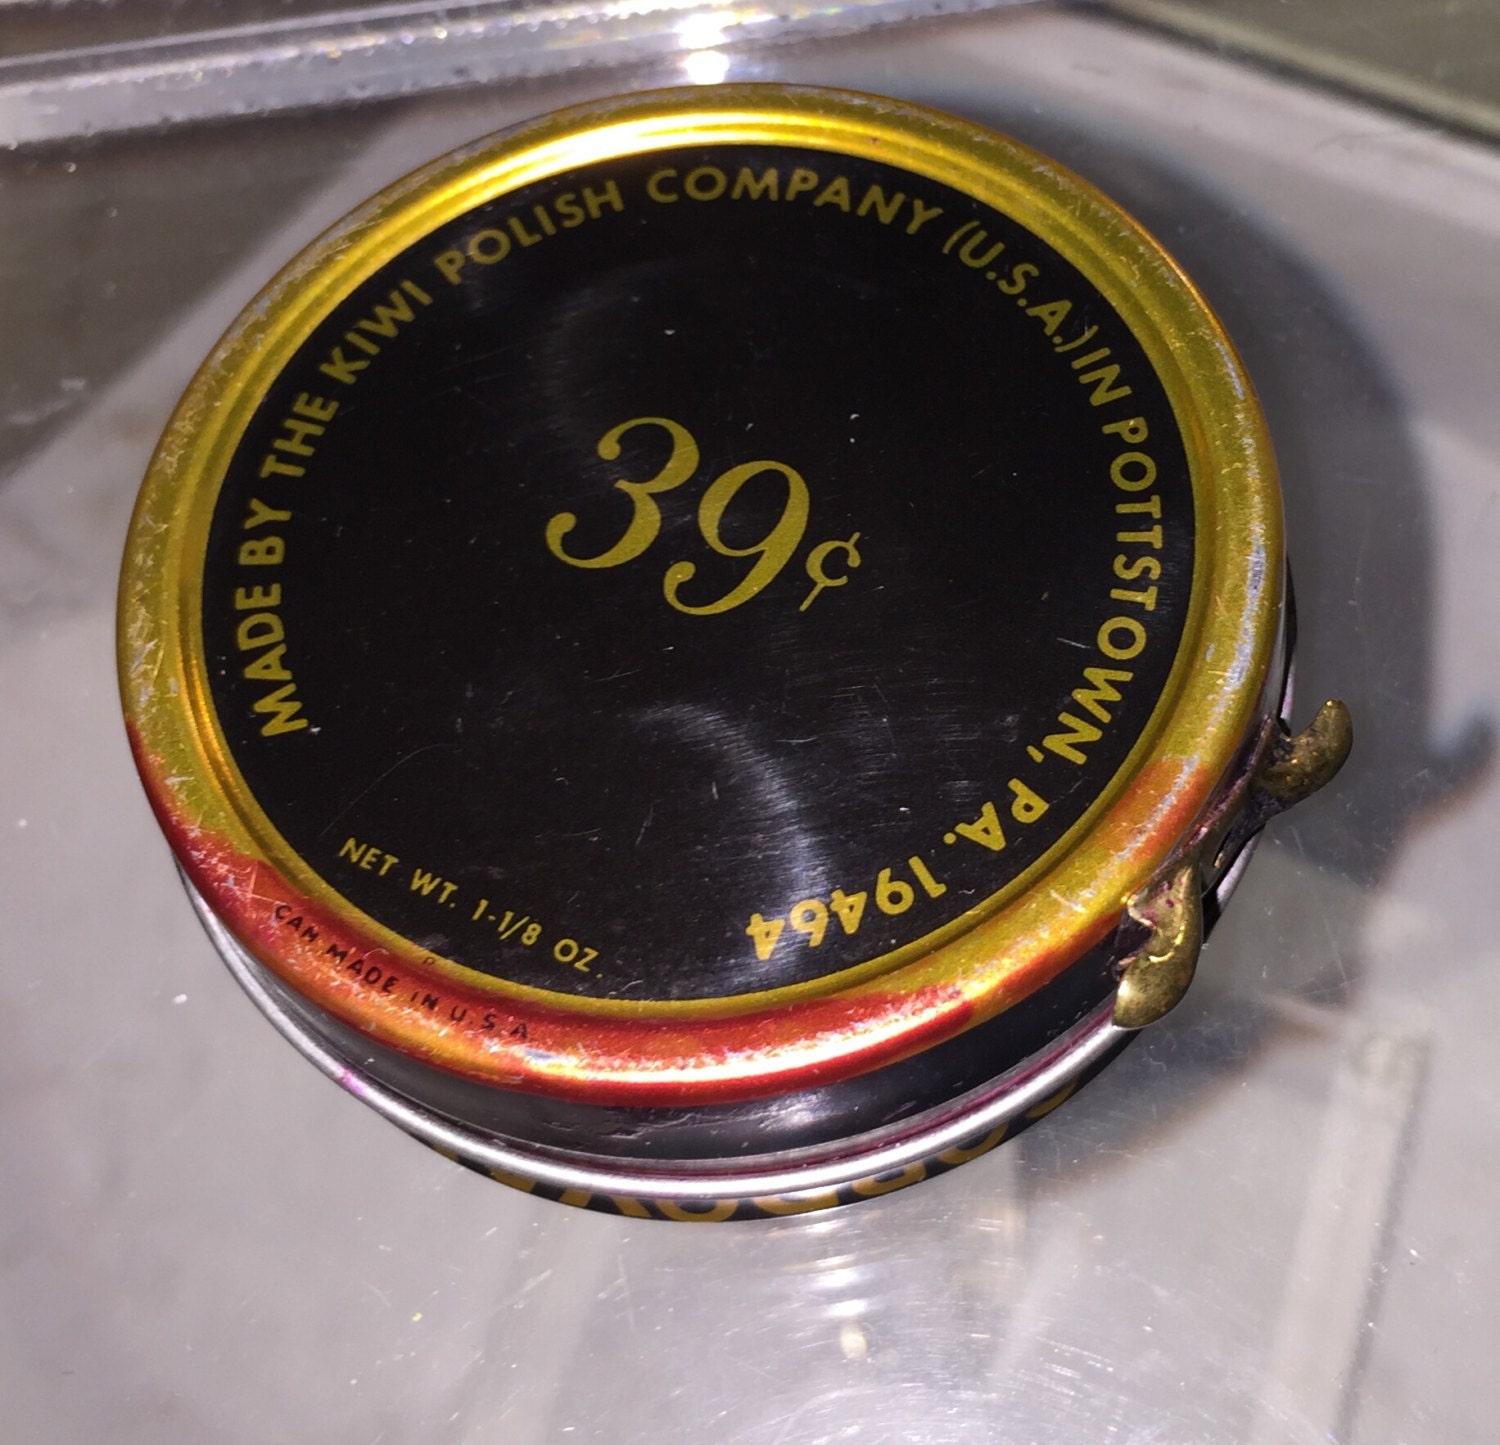 MADE BY THE KIWI POLISH COMPANY (U.S.A.) IN POTTSTOWN, PA. 19464
39¢
NET WT. 1-1/8 OZ.
CAN MADE IN U.S.A